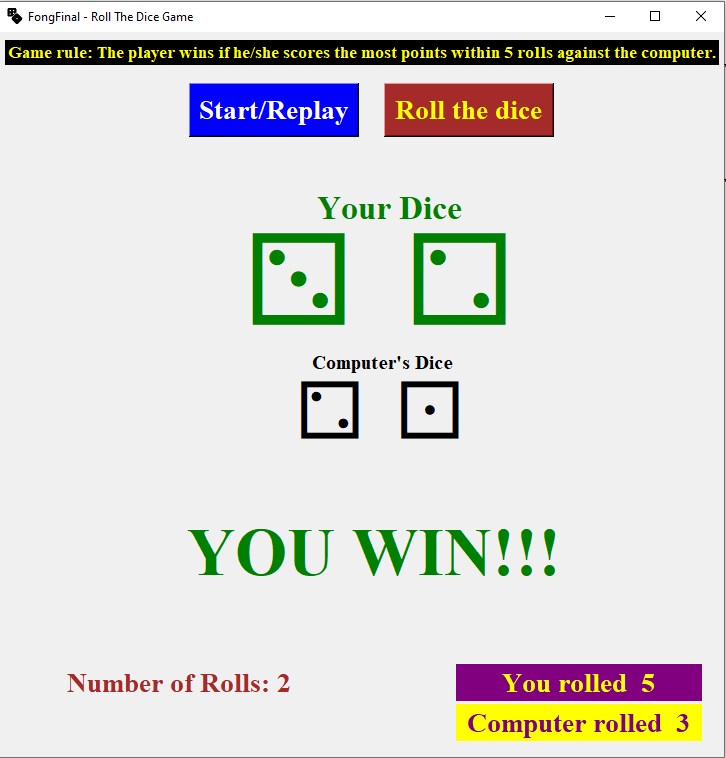 FongFinal - Roll The Dice Game
Game rule: The player wins if he/she scores the most points within 5 rolls against the computer.
Start/Replay Roll the dice
Your Dice
Computer's Dice
YOU WIN!!!
Number of Rolls: 2 You rolled 5
Computer rolled 3